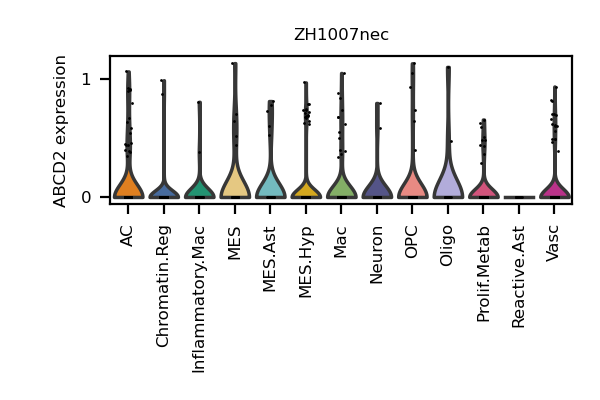 ZH1007nec
ABCD2 expression
1
0
AC
Chromatin.Reg
Inflammatory.Mac
MES
MES.Ast
MES.Hyp
Mac
Neuron
OPC
Oligo
Prolif.Metab
Reactive.Ast
Vasc